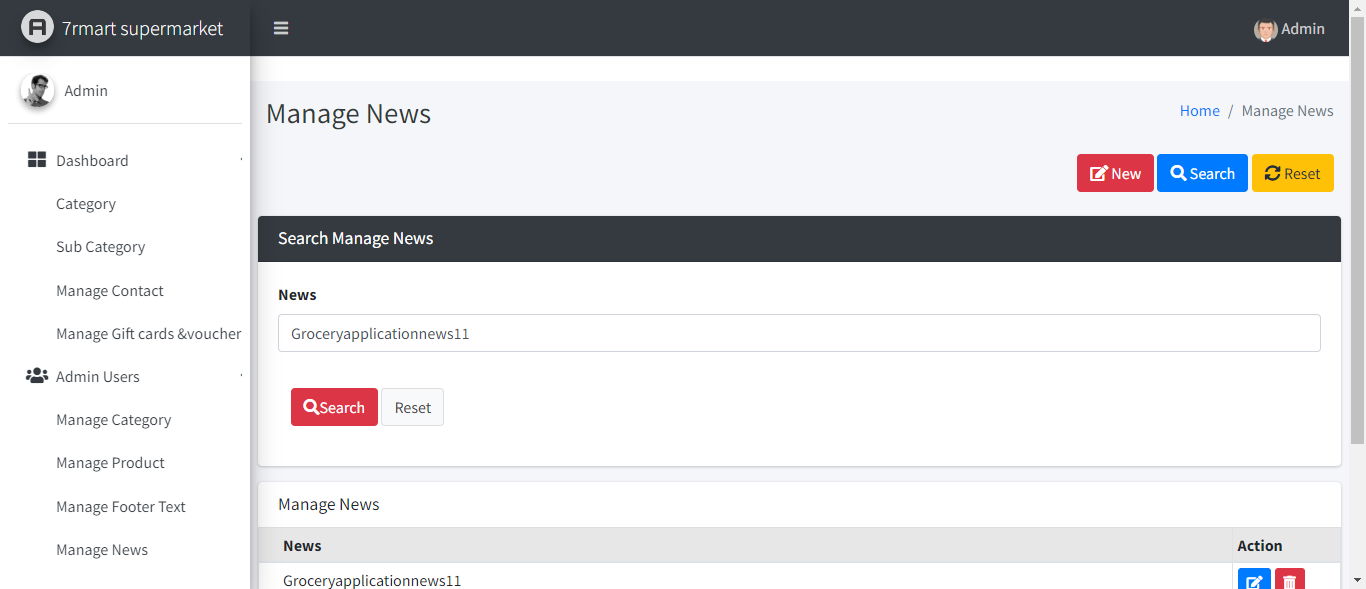 7rmart supermarket
Admin
Admin
Manage News
Home / Manage News
Dashboard
Category
Sub Category
Manage Contact
Manage Gift cards &voucher
Admin Users
Manage Category
Manage Product
Manage Footer Text
Manage News
New Search Reset
Search Manage News
News
Groceryapplicationnews11
Search Reset
Manage News
News Action
Groceryapplicationnews11